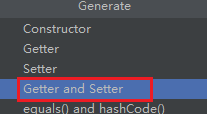 Generate
Constructor
Getter
Setter
Getter and Setter
equals() and hashCode()